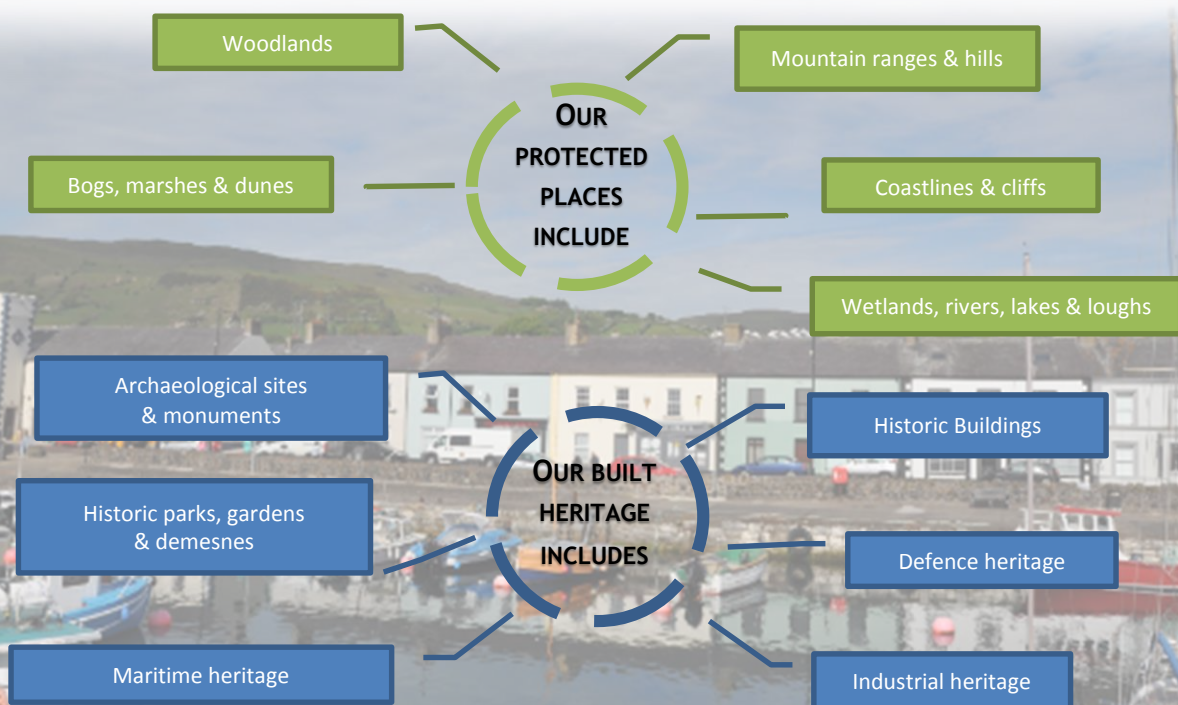 Woodlands
Mountain ranges & hills
OUR
PROTECTED
PLACES
INCLUDE
Bogs, marshes & dunes
Coastlines & cliffs
Wetlands, rivers, lakes & loughs
Archaeological sites
& monuments
Historic Buildings
OUR BUILT
HERITAGE
INCLUDES
Historic parks, gardens
& demesnes
Defence heritage
Maritime heritage
Industrial heritage